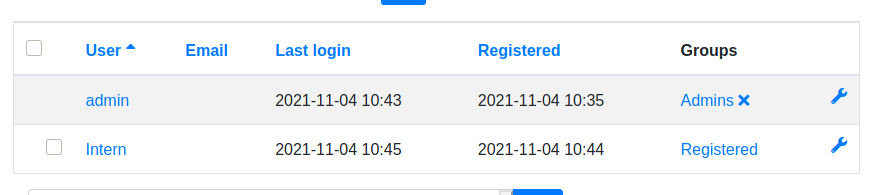 User Email Last login Registered Groups
admin 2021-11-04 10:43 2021-11-04 10:35 Admins
Intern 2021-11-04 10:45 2021-11-04 10:44 Registered